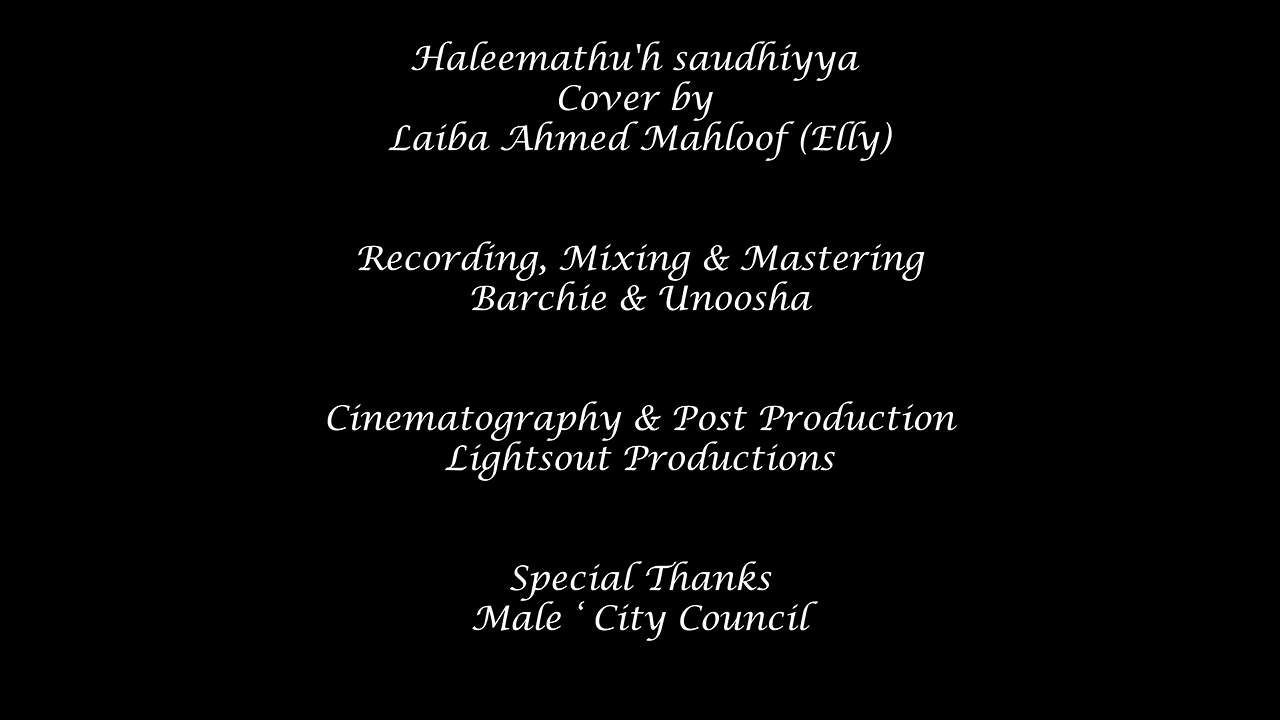 Haleemathu'h saudhiyya
Cover by
Laiba Ahmed Mahloof (Elly)
Recording, Mixing & Mastering
Barchie & Unoosha
Cinematography & Post Production
Lightsout Productions
Special Thanks
Male ‘ City Council